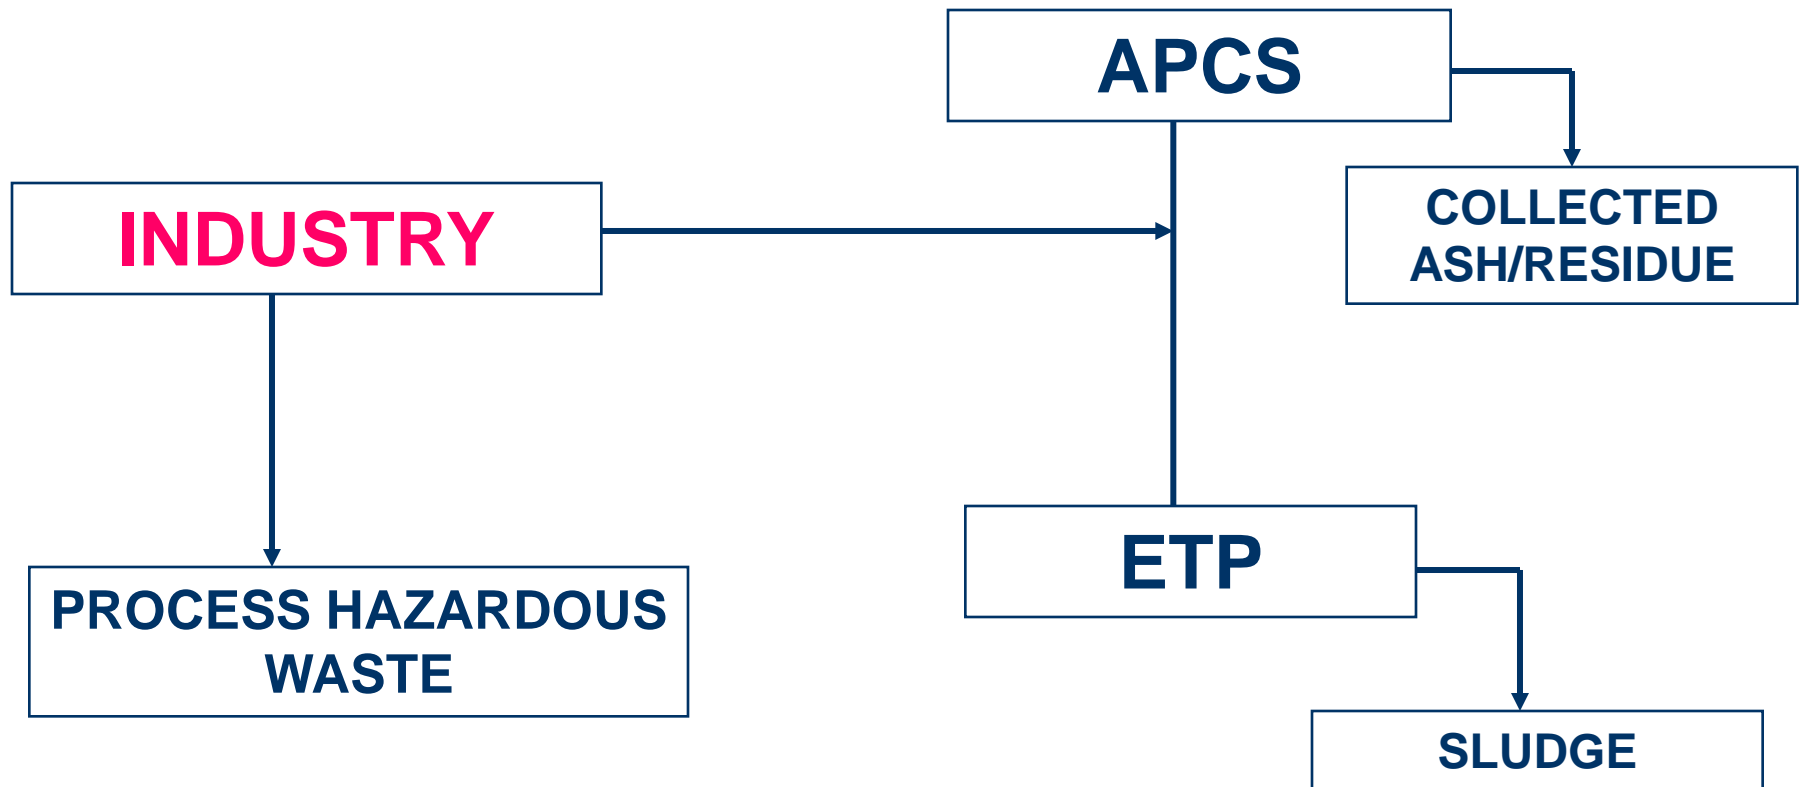 APCS
COLLECTED
ASH/RESIDUE
INDUSTRY
ETP
PROCESS HAZARDOUS
WASTE
SLUDGE